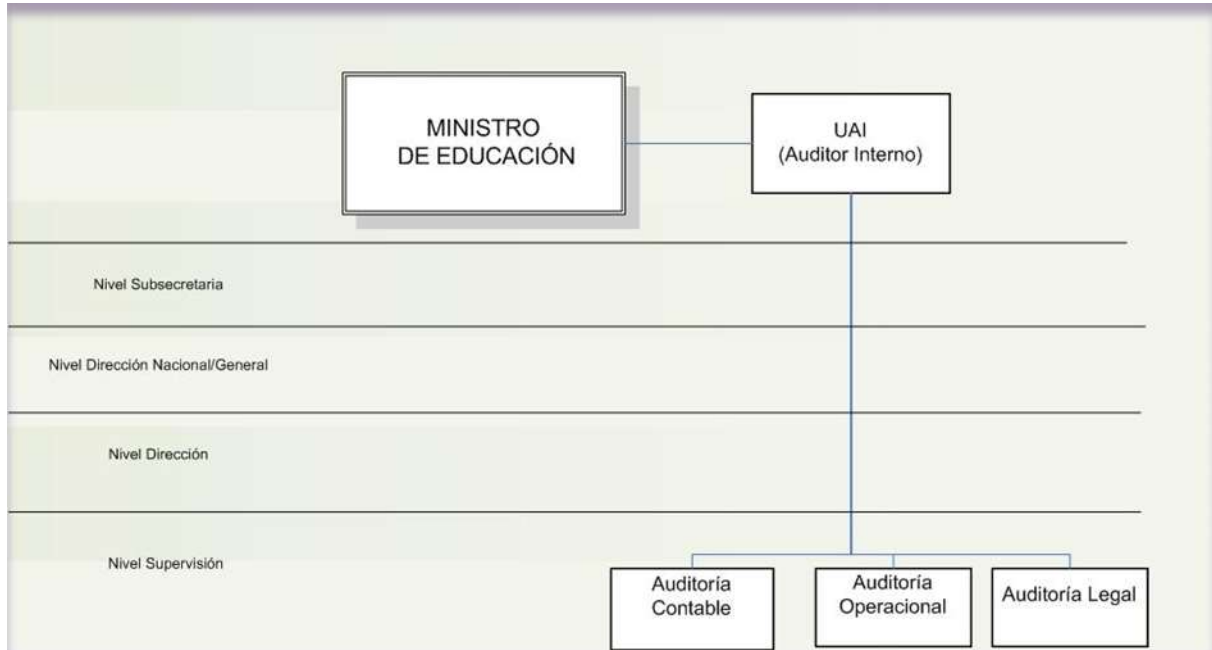 MINISTRO
DE EDUCACIÓN
UAI
(Auditor Interno)
Nivel Subsecretaria
Nivel Dirección Nacional/General
Nivel Dirección
Nivel Supervisión
Auditoría
Contable
Auditoría
Operacional
Auditoría Legal